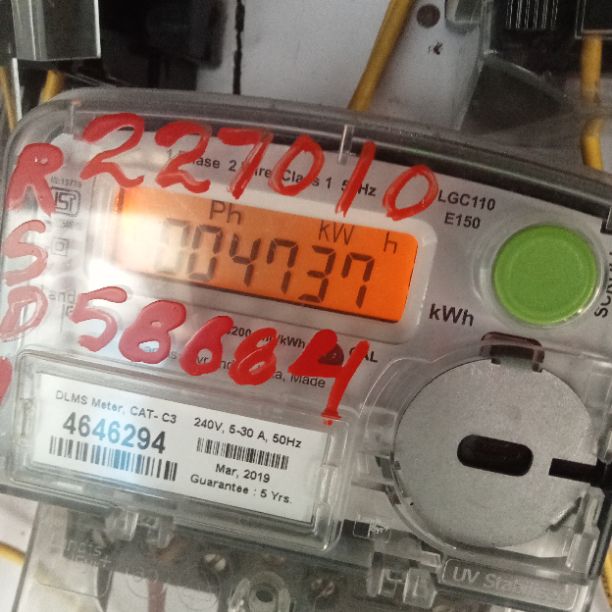 R 227010
1 Phase 2 Wire Class 1 50Hz
LGC110
E150
Ph kW h
004737
kWh
S
D 58684
DLMS Meter, CAT- C3
4646294
240V, 5-30 A, 50Hz
Mar, 2019
Guarantee : 5 Yrs.